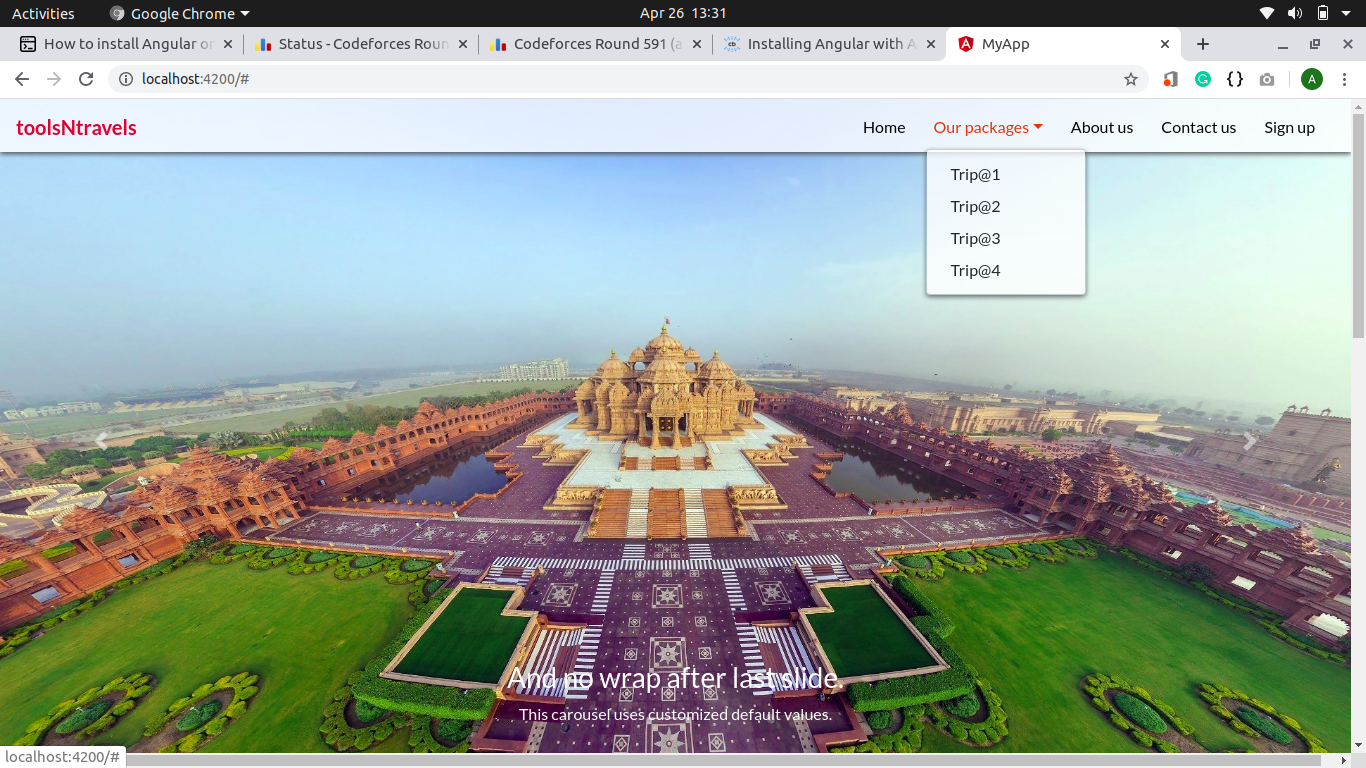 Activities Google Chrome Apr 26 13:31
How to install Angular on Status - Codeforces Roun Codeforces Round 591 (a Installing Angular with A MyApp
localhost:4200/# A
toolsNtravels Home Our packages About us Contact us Sign up
Trip@1
Trip@2
Trip@3
Trip@4
And no wrap after last slide.
This carousel uses customized default values.
localhost:4200/#